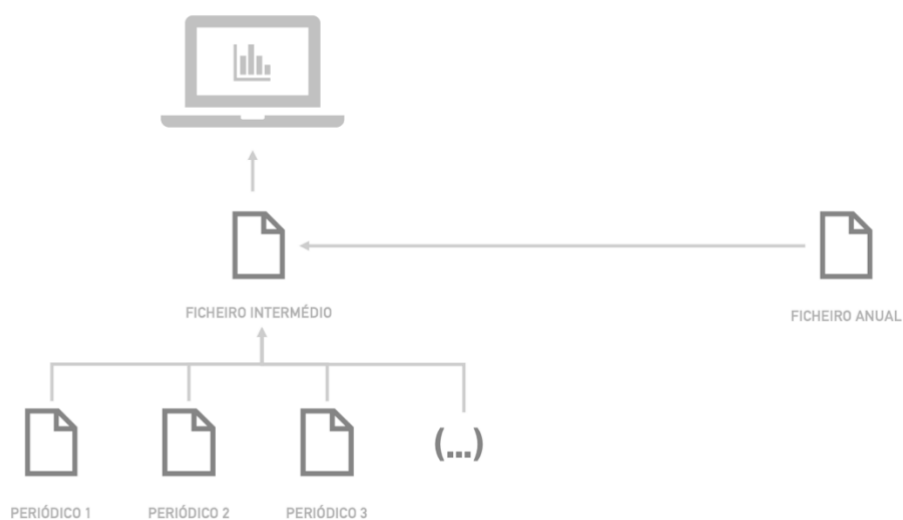 FICHEIRO INTERMÉDIO
FICHEIRO ANUAL
(...)
PERIÓDICO 1
PERIÓDICO 2
PERIÓDICO 3